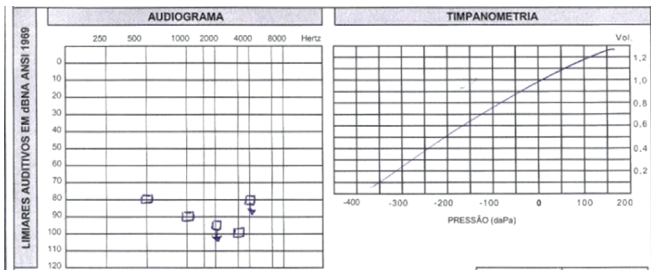 AUDIOGRAMA
LIMIARES AUDITIVOS EM dBNA ANSI 1969
250 500 1000 2000 4000 8000 Hertz
0
10
20
30
40
50
60
70
80
90
100
110
120
TIMPANOMETRIA
Vol.
1,2
1,0
0,8
0,6
0,4
0,2
-400 -300 -200 -100 0 100 200
PRESSÃO (daPa)